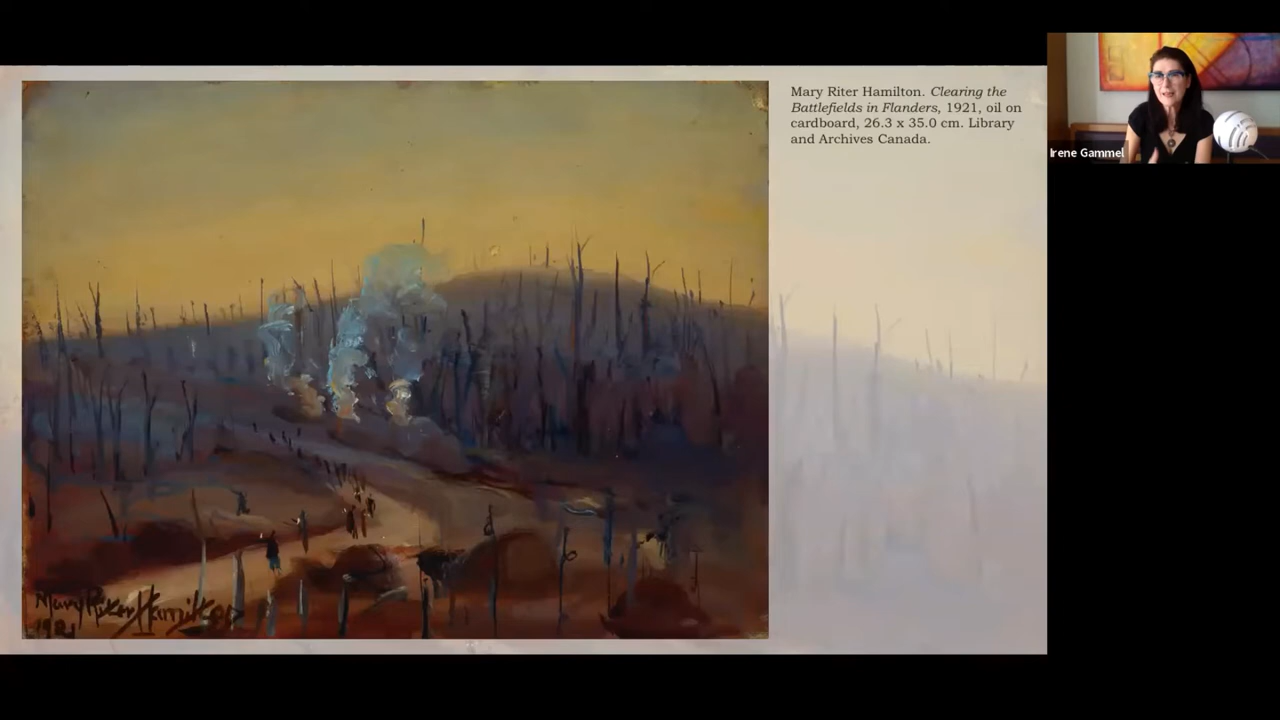 Mary Riter Hamilton. Clearing the
Battlefields in Flanders, 1921, oil on
cardboard, 26.3 x 35.0 cm. Library
and Archives Canada.
Irene Gammel
Mary Riter Hamilton
1921